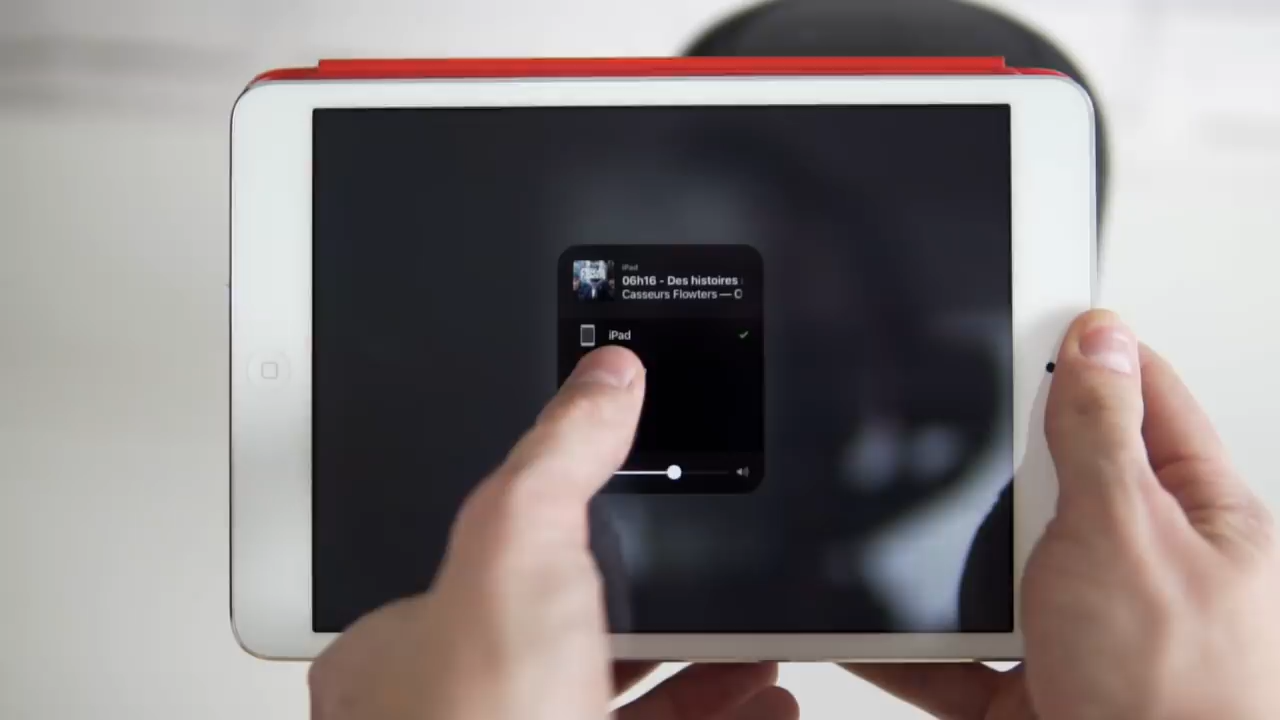 iPad
06h16 - Des histoires
Casseurs Flowters — O
iPad